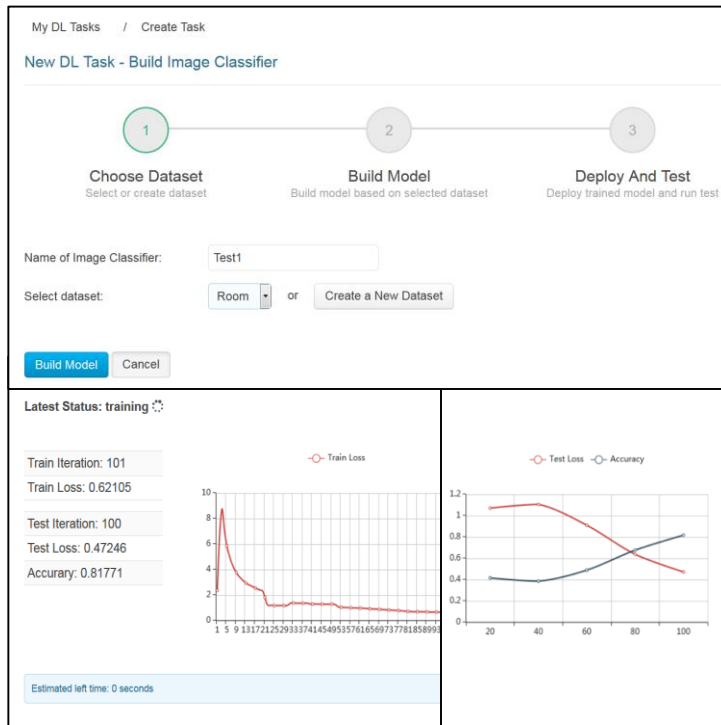 My DL Tasks / Create Task
New DL Task - Build Image Classifier
1 2 3
Choose Dataset Build Model Deploy And Test
Select or create dataset Build model based on selected dataset Deploy trained model and run test
Name of Image Classifier: Test1
Select dataset: Room or Create a New Dataset
Build Model Cancel
Latest Status: training
Train Iteration: 101
Train Loss: 0.62105
Test Iteration: 100
Test Loss: 0.47246
Accurary: 0.81771
Train Loss
10
8
6
4
2
0
1 5 9 13172125293337414549535761656973778185899
Estimated left time: 0 seconds
Test Loss Accuracy
1.2
1
0.8
0.6
0.4
0.2
0
20 40 60 80 100